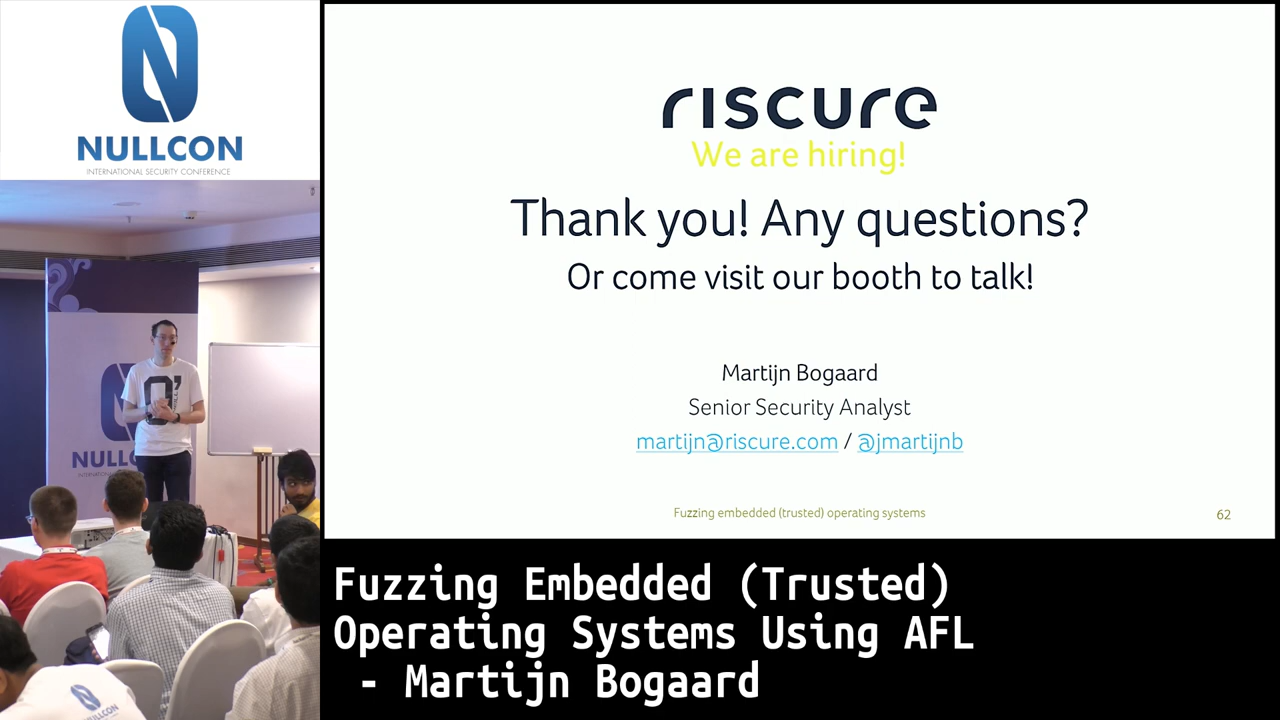 NULLCON
INTERNATIONAL SECURITY CONFERENCE
riscure
We are hiring!
Thank you! Any questions?
Or come visit our booth to talk!
Martijn Bogaard
Senior Security Analyst
martijn@riscure.com / @jmartijnb
Fuzzing embedded (trusted) operating systems
62
NULLC
NULLCON
Fuzzing Embedded (Trusted)
Operating Systems Using AFL
- Martijn Bogaard